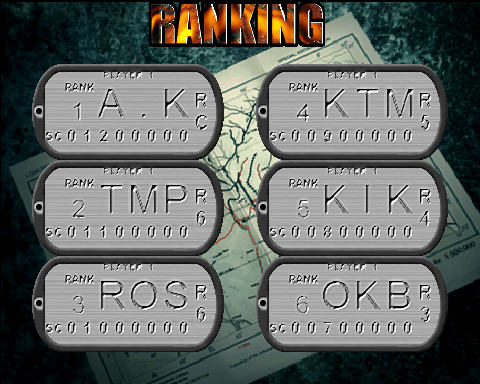 RANKING
PLAYER 1
RANK 1 A.K R C
SC 01200000
PLAYER 1
RANK 2 TMP R 6
SC 01100000
PLAYER 1
RANK 3 ROS R 6
SC 01000000
PLAYER 1
RANK 4 KTM R 5
SC 00900000
PLAYER 1
RANK 5 KIK R 4
SC 00800000
PLAYER 1
RANK 6 OKB R 3
SC 00700000